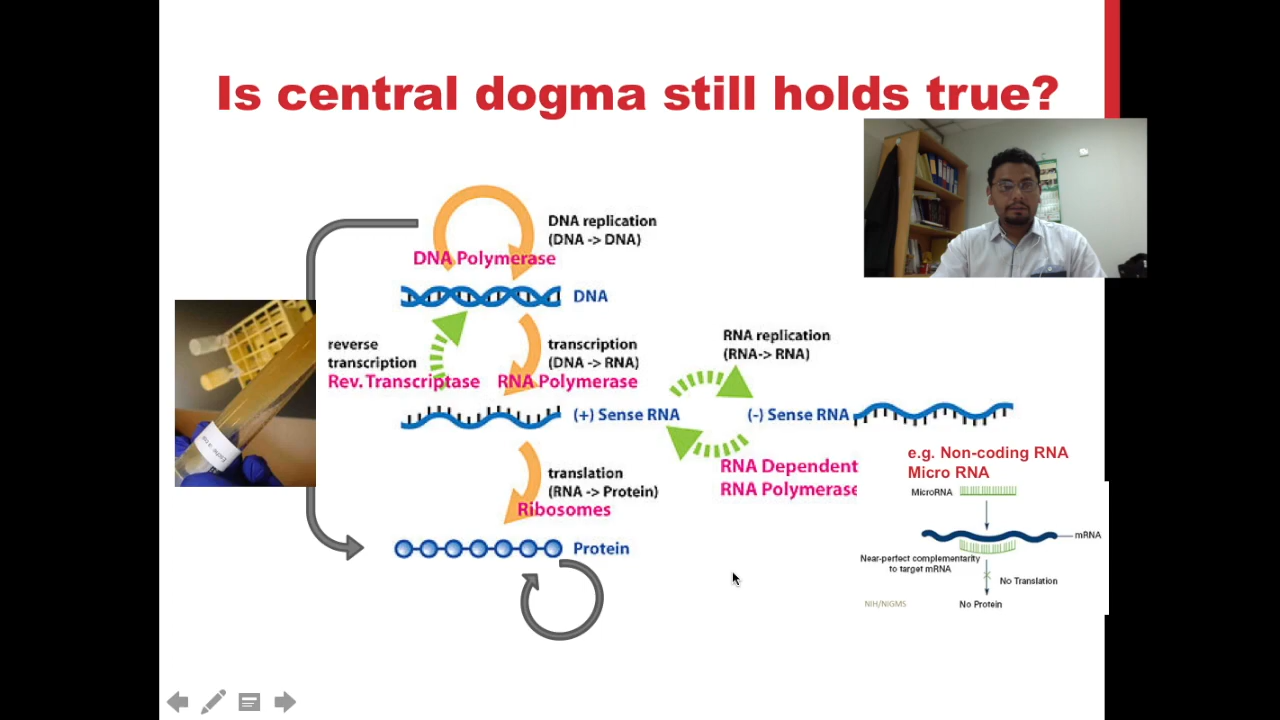 Is central dogma still holds true?
DNA replication
(DNA -> DNA)
DNA Polymerase
DNA
reverse
transcription
Rev. Transcriptase
transcription
(DNA -> RNA)
RNA Polymerase
RNA replication
(RNA-> RNA)
(+) Sense RNA
(-) Sense RNA
RNA Dependent
RNA Polymerase
translation
(RNA -> Protein)
Ribosomes
Protein
e.g. Non-coding RNA
Micro RNA
MicroRNA
mRNA
Near-perfect complementarity
to target mRNA
No Translation
NIH/NIGMS
No Protein